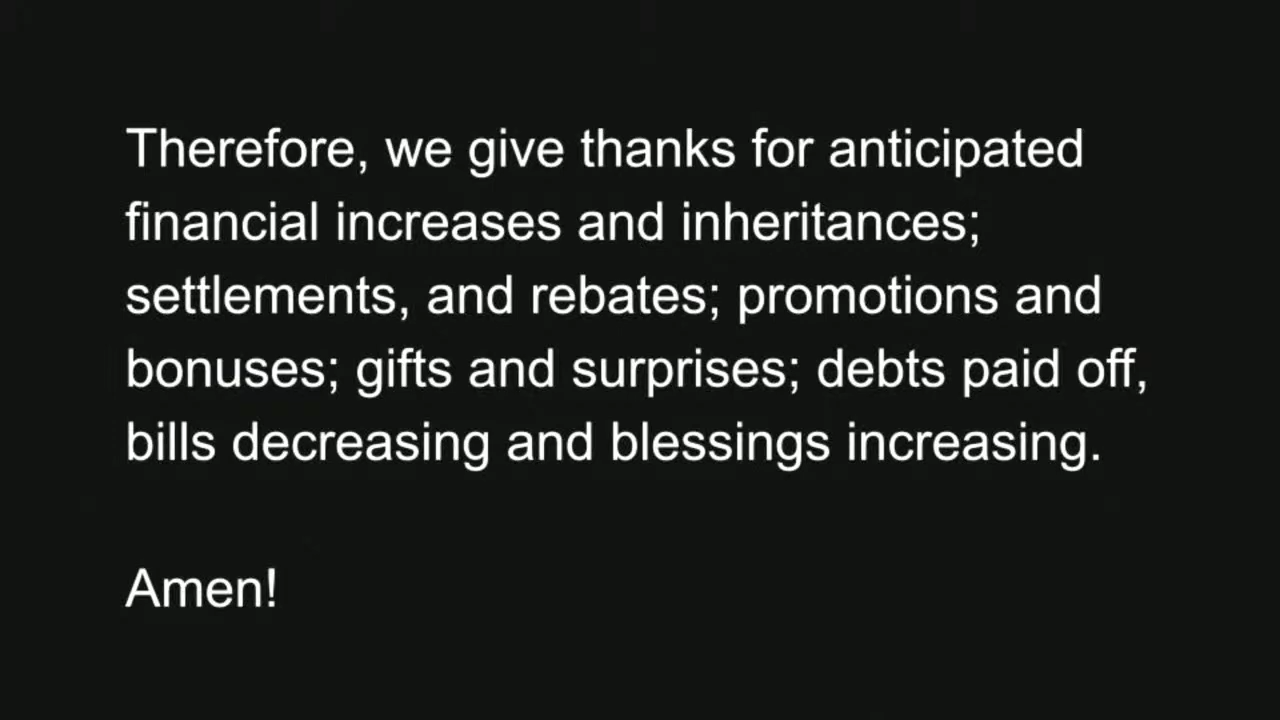 Therefore, we give thanks for anticipated
financial increases and inheritances;
settlements, and rebates; promotions and
bonuses; gifts and surprises; debts paid off,
bills decreasing and blessings increasing.
Amen!